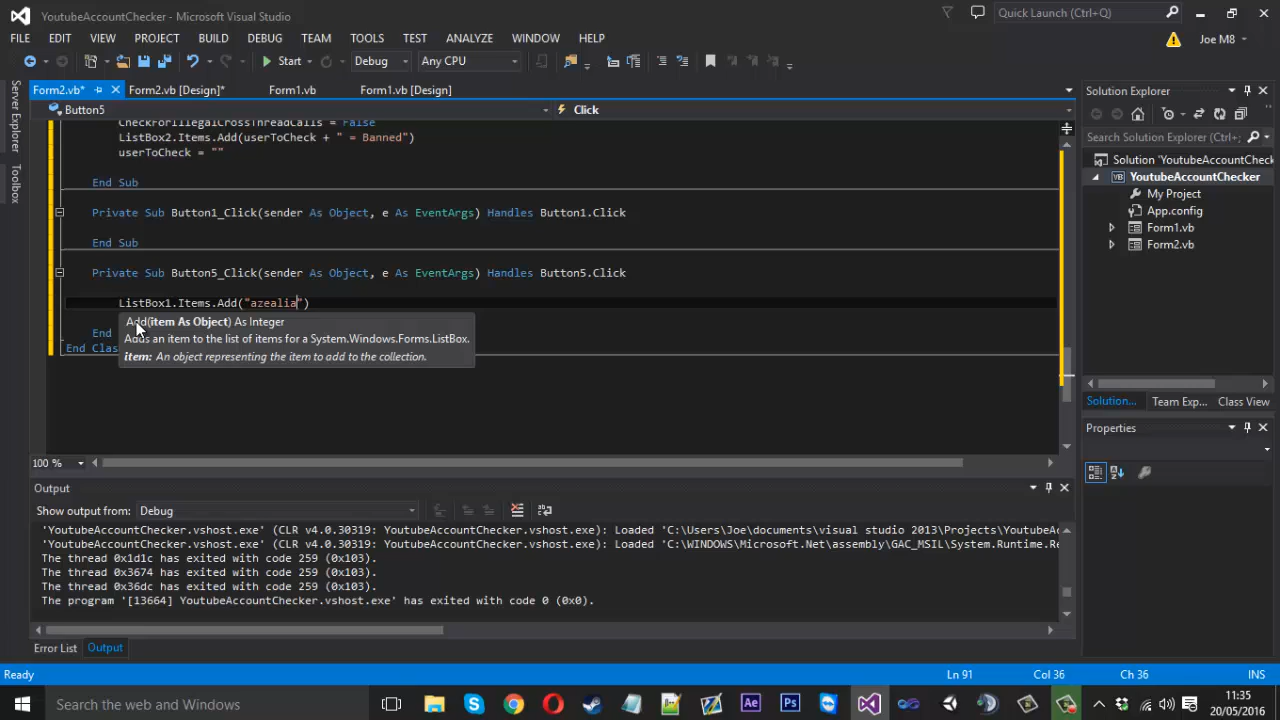 YoutubeAccountChecker - Microsoft Visual Studio
Quick Launch (Ctrl+Q)
FILE EDIT VIEW PROJECT BUILD DEBUG TEAM TOOLS TEST ANALYZE WINDOW HELP
Joe M8
Start Debug Any CPU
Form2.vb* Form2.vb [Design]* Form1.vb Form1.vb [Design]
Solution Explorer
Server Explorer
Toolbox
Button5 Click
CheckForIllegalCrossThreadCalls = False
ListBox2.Items.Add(userToCheck + " = Banned")
userToCheck = ""
End Sub
Private Sub Button1_Click(sender As Object, e As EventArgs) Handles Button1.Click
End Sub
Private Sub Button5_Click(sender As Object, e As EventArgs) Handles Button5.Click
ListBox1.Items.Add("azealia")
Add(item As Object) As Integer
Adds an item to the list of items for a System.Windows.Forms.ListBox.
item: An object representing the item to add to the collection.
End
End Clas
Search Solution Explorer (Ctrl+;)
Solution 'YoutubeAccountCheck
YoutubeAccountChecker
My Project
App.config
Form1.vb
Form2.vb
Solution... Team Exp... Class View
Properties
100 %
Output
Show output from: Debug
'YoutubeAccountChecker.vshost.exe' (CLR v4.0.30319: YoutubeAccountChecker.vshost.exe): Loaded 'C:\Users\Joe\documents\visual studio 2013\Projects\YoutubeA
'YoutubeAccountChecker.vshost.exe' (CLR v4.0.30319: YoutubeAccountChecker.vshost.exe): Loaded 'C:\WINDOWS\Microsoft.Net\assembly\GAC_MSIL\System.Runtime.Re
The thread 0x1d1c has exited with code 259 (0x103).
The thread 0x3674 has exited with code 259 (0x103).
The thread 0x36dc has exited with code 259 (0x103).
The program '[13664] YoutubeAccountChecker.vshost.exe' has exited with code 0 (0x0).
Error List Output
Ready Ln 91 Col 36 Ch 36 INS
Search the web and Windows
Ae Ps
11:35
20/05/2016